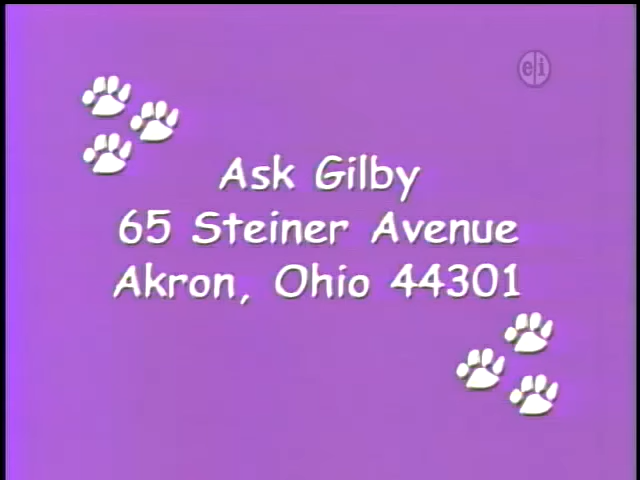 e/i
Ask Gilby
65 Steiner Avenue
Akron, Ohio 44301